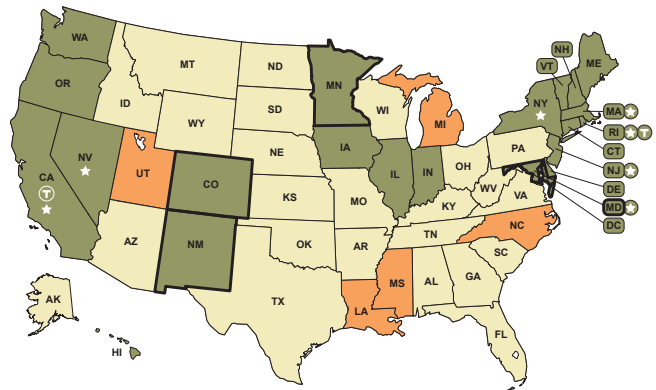 WA
MT
ND
MN
OR
ID
SD
WI
MI
WY
NH
VT
ME
NY
MA
RI
CT
NJ
DE
MD
DC
NV
UT
CO
NE
IA
IL
IN
OH
PA
CA
T
T
KS
MO
WV
VA
KY
AZ
NM
OK
AR
TN
NC
SC
TX
LA
MS
AL
GA
FL
AK
HI